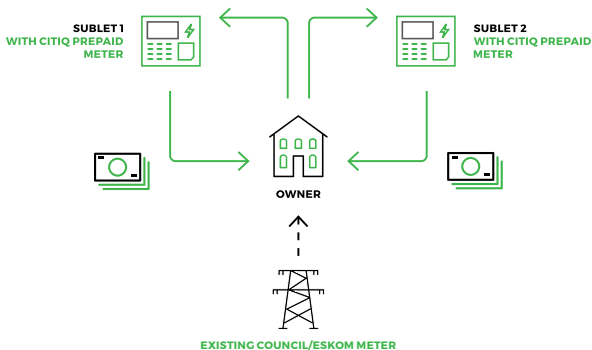 SUBLET 1
WITH CITIQ PREPAID
METER
SUBLET 2
WITH CITIQ PREPAID
METER
OWNER
EXISTING COUNCIL/ESKOM METER